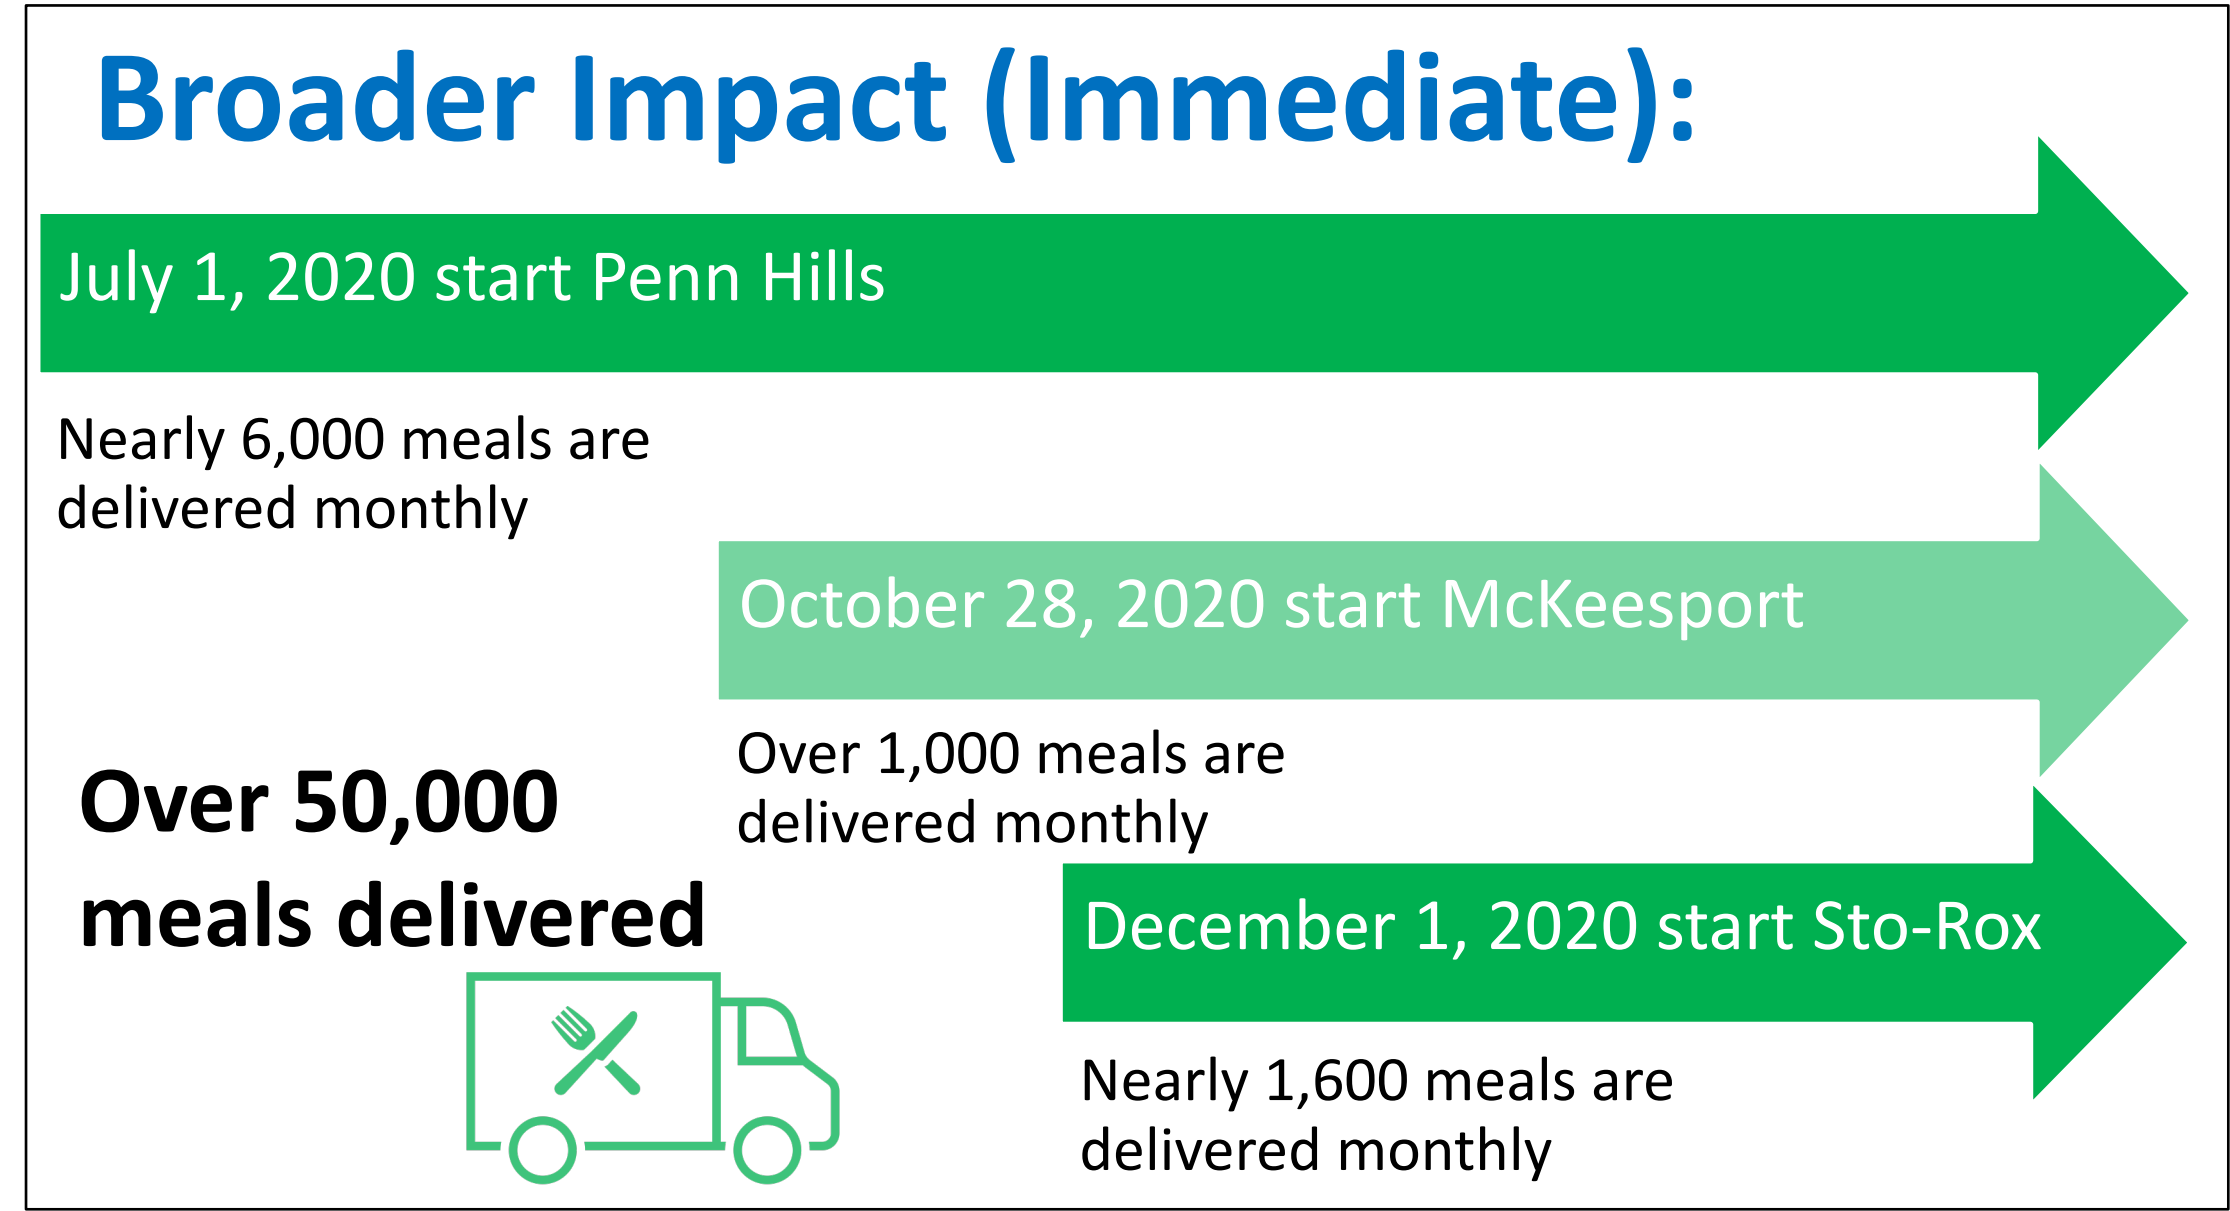 Broader Impact (Immediate):
July 1, 2020 start Penn Hills
Nearly 6,000 meals are
delivered monthly
October 28, 2020 start McKeesport
Over 1,000 meals are
delivered monthly
Over 50,000
meals delivered
December 1, 2020 start Sto-Rox
Nearly 1,600 meals are
delivered monthly